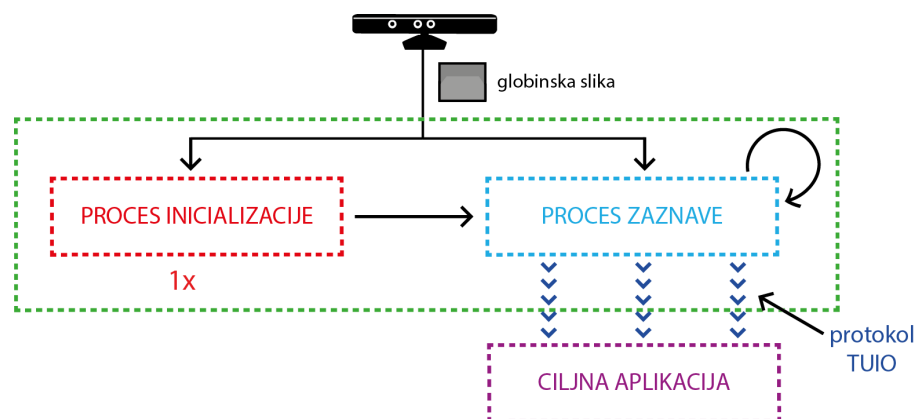 globinska slika
PROCES INICIALIZACIJE
PROCES ZAZNAVE
1x
protokol
TUIO
CILJNA APLIKACIJA